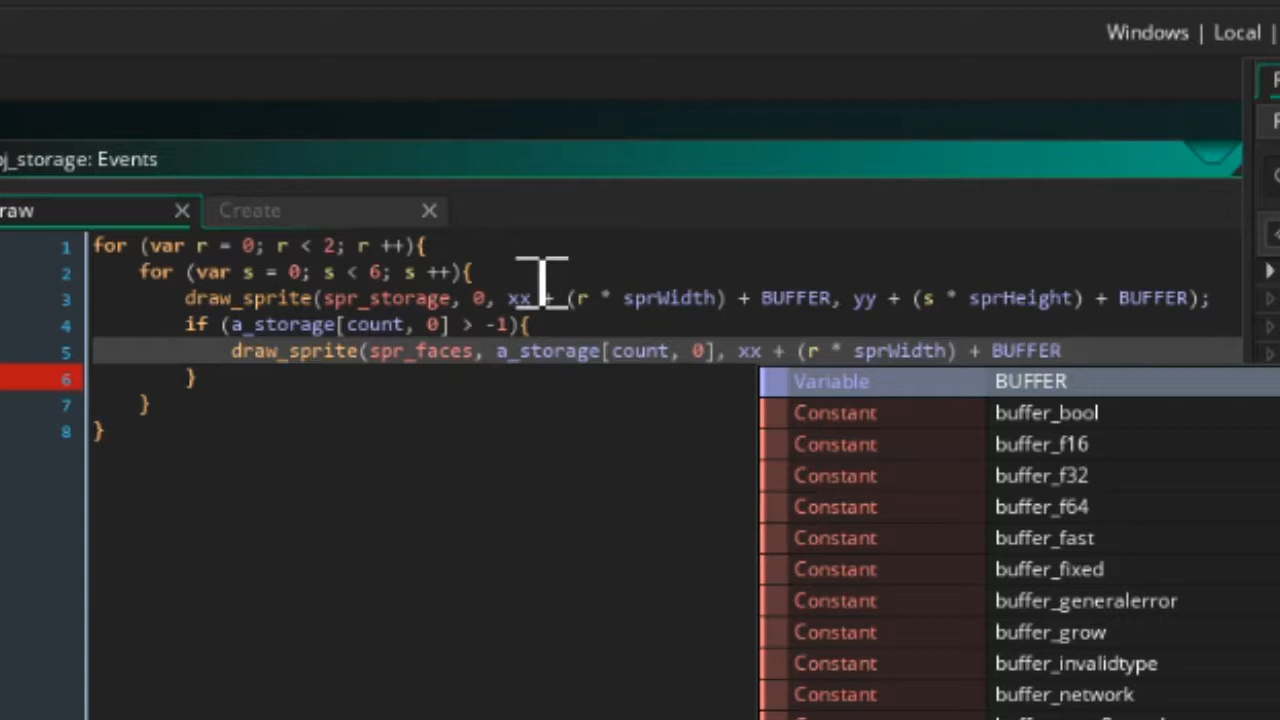 Windows | Local |
oj_storage: Events
raw
Create
1 for (var r = 0; r < 2; r ++){
2 for (var s = 0; s < 6; s ++){
3 draw_sprite(spr_storage, 0, xx + (r * sprWidth) + BUFFER, yy + (s * sprHeight) + BUFFER);
4 if (a_storage[count, 0] > -1){
5 draw_sprite(spr_faces, a_storage[count, 0], xx + (r * sprWidth) + BUFFER
6 }
7 }
8 }
Variable BUFFER
Constant buffer_bool
Constant buffer_f16
Constant buffer_f32
Constant buffer_f64
Constant buffer_fast
Constant buffer_fixed
Constant buffer_generalerror
Constant buffer_grow
Constant buffer_invalidtype
Constant buffer_network